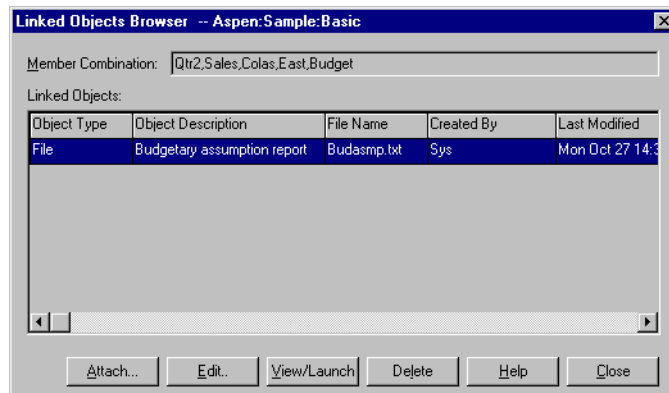 Linked Objects Browser -- Aspen:Sample:Basic
Member Combination: Qtr2,Sales,Colas,East,Budget
Linked Objects:
Object Type Object Description File Name Created By Last Modified
File Budgetary assumption report Budasmp.txt Sys Mon Oct 27 14:3
Attach... Edit.. View/Launch Delete Help Close